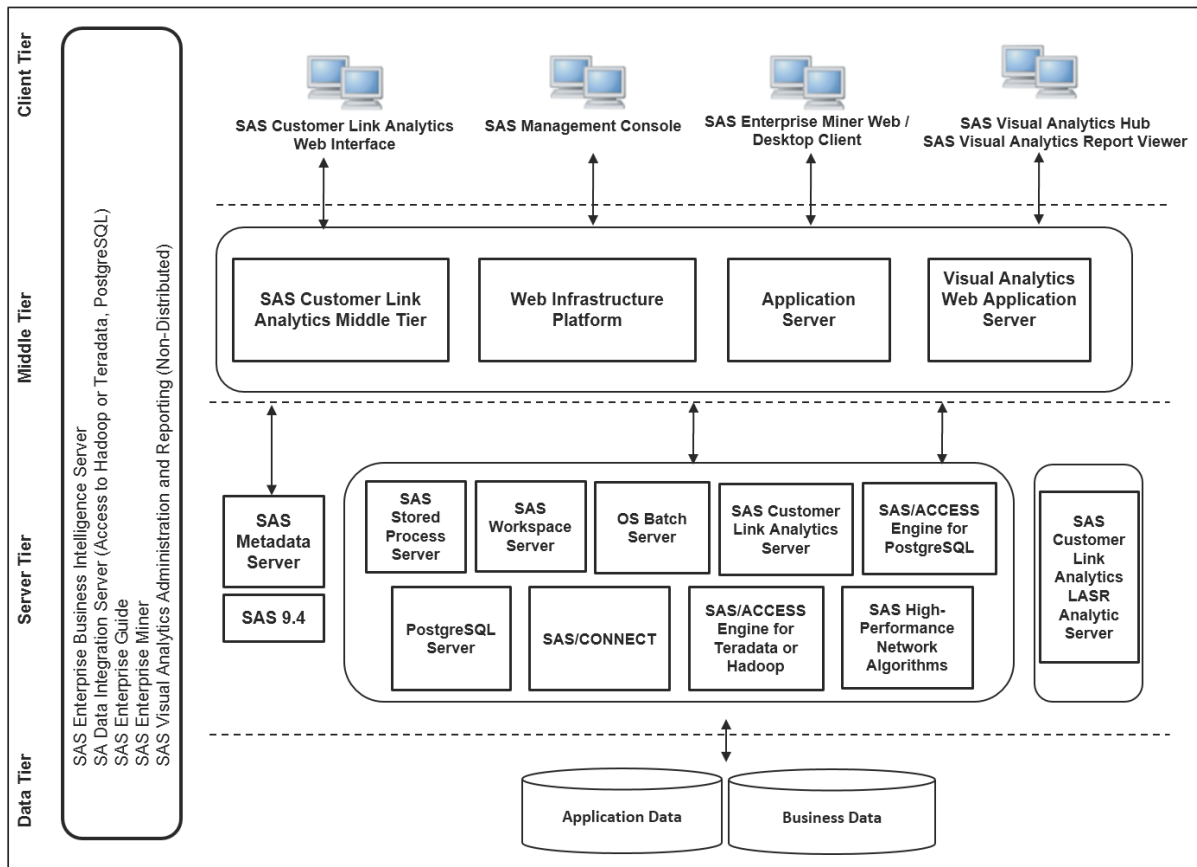 Client Tier
SAS Customer Link Analytics
Web Interface
SAS Management Console
SAS Enterprise Miner Web /
Desktop Client
SAS Visual Analytics Hub
SAS Visual Analytics Report Viewer
Middle Tier
SAS Customer Link
Analytics Middle Tier
Web Infrastructure
Platform
Application
Server
Visual Analytics
Web Application
Server
Server Tier
SAS
Metadata
Server
SAS 9.4
SAS
Stored
Process
Server
SAS
Workspace
Server
OS Batch
Server
SAS Customer
Link Analytics
Server
SAS/ACCESS
Engine for
PostgreSQL
PostgreSQL
Server
SAS/CONNECT
SAS/ACCESS
Engine for
Teradata or
Hadoop
SAS High-
Performance
Network
Algorithms
SAS
Customer
Link
Analytics
LASR
Analytic
Server
Data Tier
Application Data
Business Data
SAS Enterprise Business Intelligence Server
SA Data Integration Server (Access to Hadoop or Teradata, PostgreSQL)
SAS Enterprise Guide
SAS Enterprise Miner
SAS Visual Analytics Administration and Reporting (Non-Distributed)